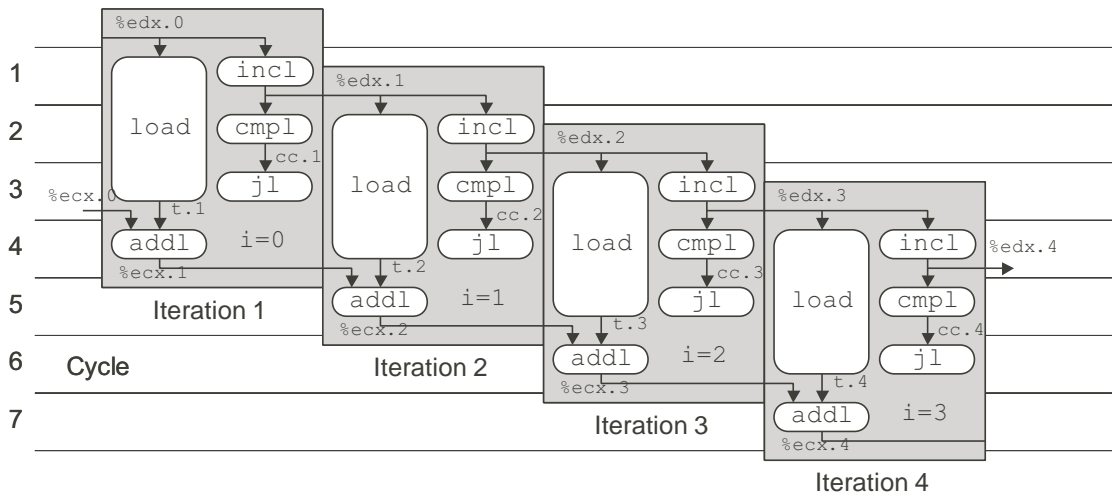 %edx.0
1
incl
%edx.1
load
2
cmpl
incl
%edx.2
cc.1
load
3
jl
cmpl
incl
%edx.3
%ecx.0
t.1
cc.2
load
4
addl
i=0
jl
cmpl
incl
%edx.4
%ecx.1
t.2
cc.3
load
5
addl
i=1
jl
cmpl
Iteration 1
%ecx.2
t.3
cc.4
6
Cycle
addl
i=2
jl
Iteration 2
%ecx.3
t.4
7
addl
i=3
Iteration 3
%ecx.4
Iteration 4